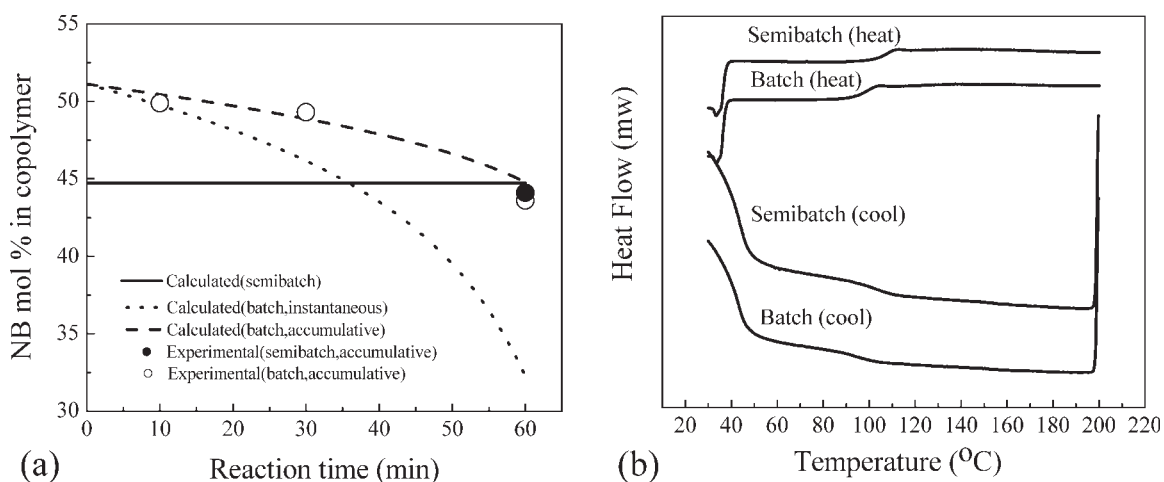 55
50
45
40
35
30
NB mol % in copolymer
Calculated(semibatch)
Calculated(batch,instantaneous)
Calculated(batch,accumulative)
Experimental(semibatch,accumulative)
Experimental(batch,accumulative)
0 10 20 30 40 50 60
(a) Reaction time (min)
Heat Flow (mw)
Semibatch (heat)
Batch (heat)
Semibatch (cool)
Batch (cool)
20 40 60 80 100 120 140 160 180 200 220
(b) Temperature (°C)